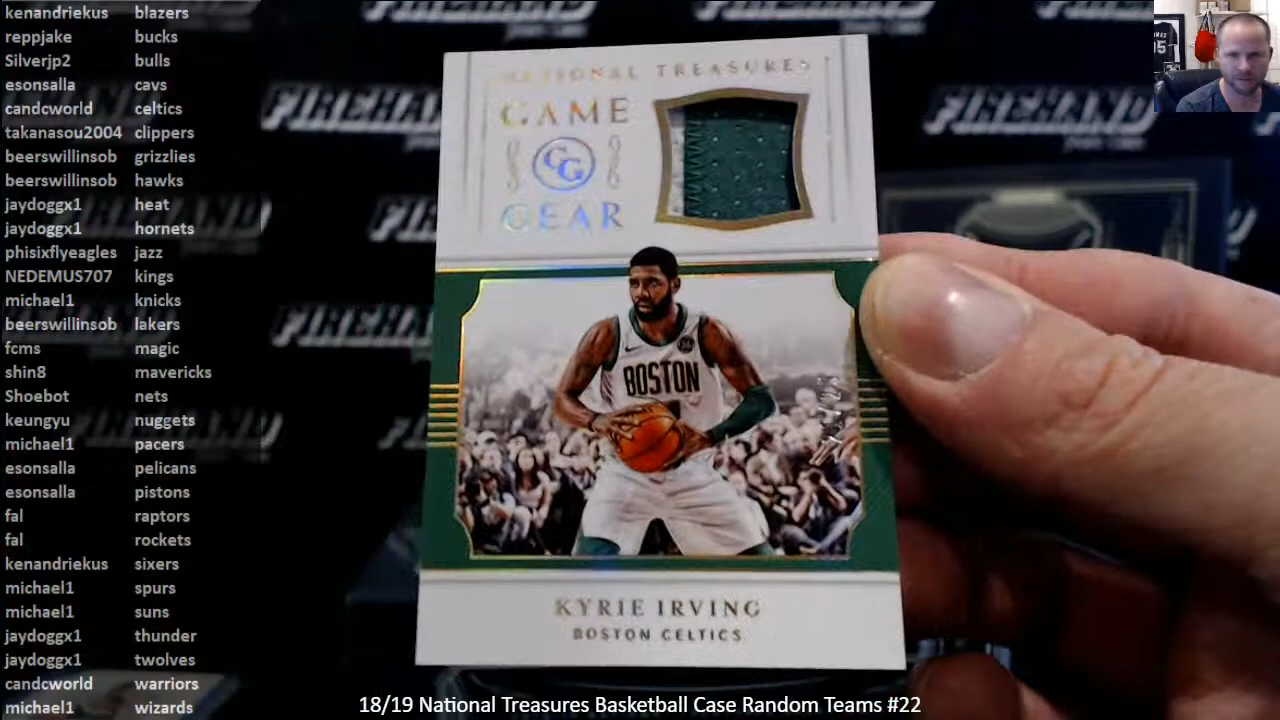 kenandriekus blazers
reppjake bucks
Silverjp2 bulls
esonsalla cavs
candcworld celtics
takanasou2004 clippers
beerswillinsob grizzlies
beerswillinsob hawks
jaydoggx1 heat
jaydoggx1 hornets
phisixflyeagles jazz
NEDEMUS707 kings
michael1 knicks
beerswillinsob lakers
fcms magic
shin8 mavericks
Shoebot nets
keungyu nuggets
michael1 pacers
esonsalla pelicans
esonsalla pistons
fal raptors
fal rockets
kenandriekus sixers
michael1 spurs
michael1 suns
jaydoggx1 thunder
jaydoggx1 twolves
candcworld warriors
michael1 wizards
NATIONAL TREASURES
GAME
GG
GEAR
BOSTON
KYRIE IRVING
BOSTON CELTICS
FIREHAND
FIREHAND
FIREHAND
18/19 National Treasures Basketball Case Random Teams #22